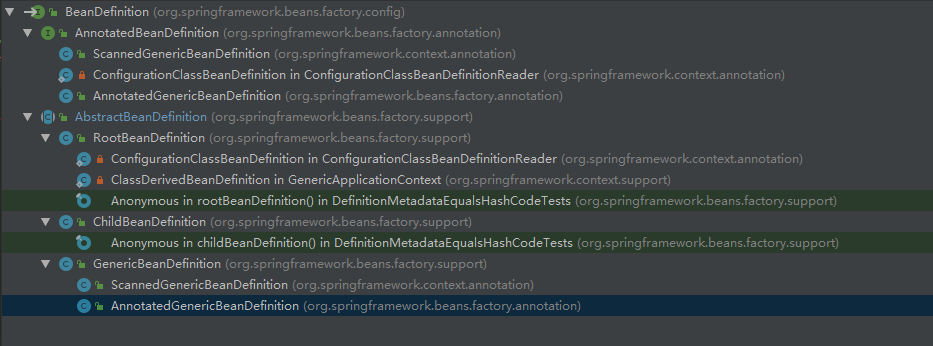 BeanDefinition (org.springframework.beans.factory.config)
AnnotatedBeanDefinition (org.springframework.beans.factory.annotation)
ScannedGenericBeanDefinition (org.springframework.context.annotation)
ConfigurationClassBeanDefinition in ConfigurationClassBeanDefinitionReader (org.springframework.context.annotation)
AnnotatedGenericBeanDefinition (org.springframework.beans.factory.annotation)
AbstractBeanDefinition (org.springframework.beans.factory.support)
RootBeanDefinition (org.springframework.beans.factory.support)
ConfigurationClassBeanDefinition in ConfigurationClassBeanDefinitionReader (org.springframework.context.annotation)
ClassDerivedBeanDefinition in GenericApplicationContext (org.springframework.context.support)
Anonymous in rootBeanDefinition() in DefinitionMetadataEqualsHashCodeTests (org.springframework.beans.factory.support)
ChildBeanDefinition (org.springframework.beans.factory.support)
Anonymous in childBeanDefinition() in DefinitionMetadataEqualsHashCodeTests (org.springframework.beans.factory.support)
GenericBeanDefinition (org.springframework.beans.factory.support)
ScannedGenericBeanDefinition (org.springframework.context.annotation)
AnnotatedGenericBeanDefinition (org.springframework.beans.factory.annotation)